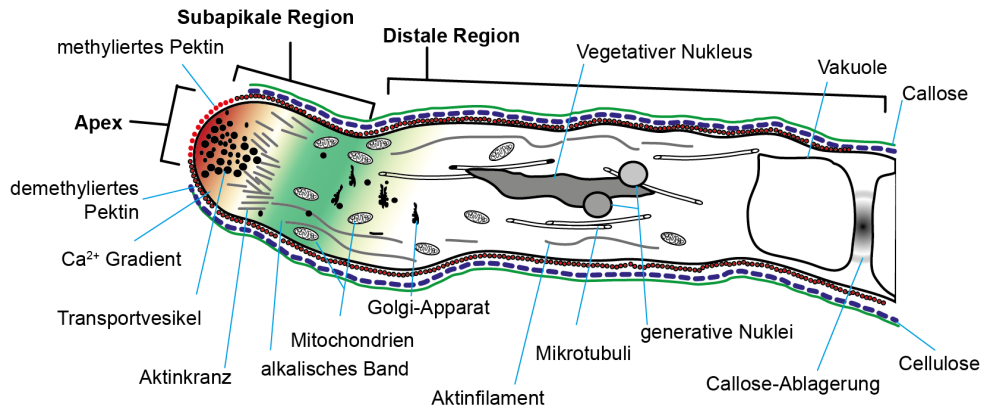 Subapikale Region
methyliertes Pektin
Distale Region
Vegetativer Nukleus
Vakuole
Callose
Apex
demethyliertes
Pektin
Ca²⁺ Gradient
Transportvesikel
Aktinkranz
alkalisches Band
Mitochondrien
Golgi-Apparat
Aktinfilament
Mikrotubuli
generative Nuklei
Callose-Ablagerung
Cellulose